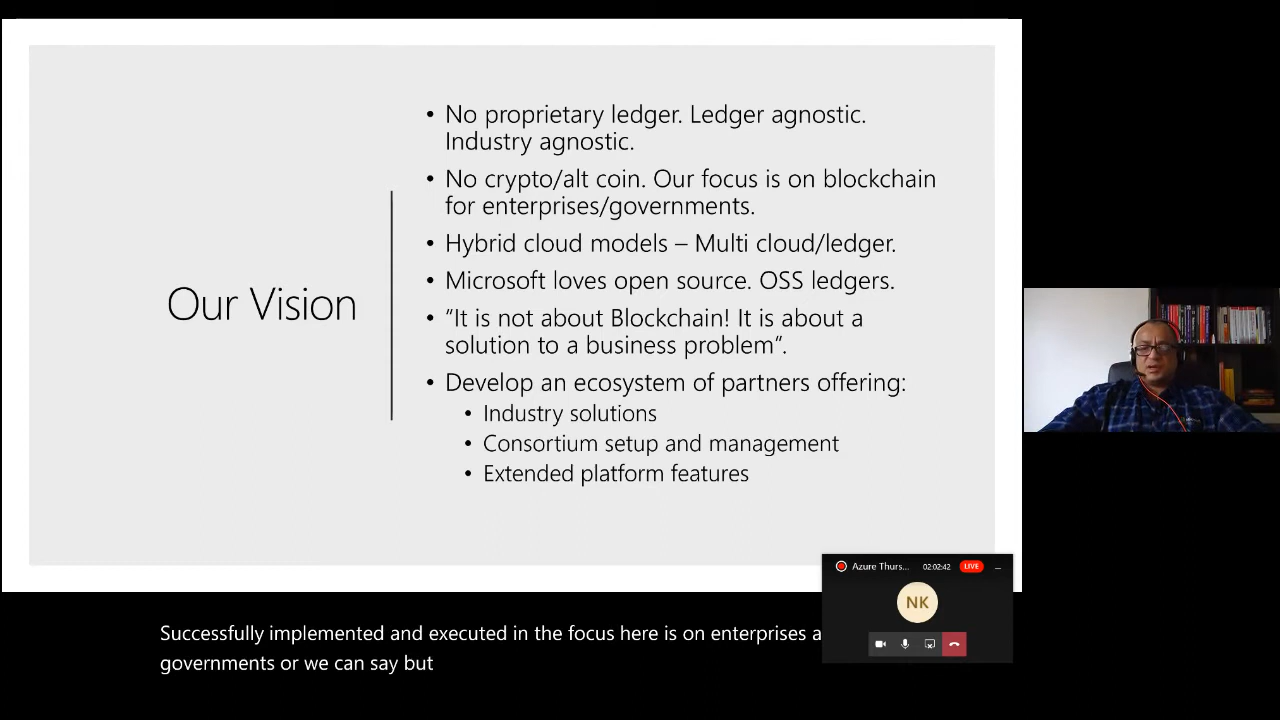 Our Vision
• No proprietary ledger. Ledger agnostic.
Industry agnostic.
• No crypto/alt coin. Our focus is on blockchain
for enterprises/governments.
• Hybrid cloud models – Multi cloud/ledger.
• Microsoft loves open source. OSS ledgers.
• “It is not about Blockchain! It is about a
solution to a business problem”.
• Develop an ecosystem of partners offering:
• Industry solutions
• Consortium setup and management
• Extended platform features
Azure Thurs... 02:02:42 LIVE
NK
Successfully implemented and executed in the focus here is on enterprises
governments or we can say but